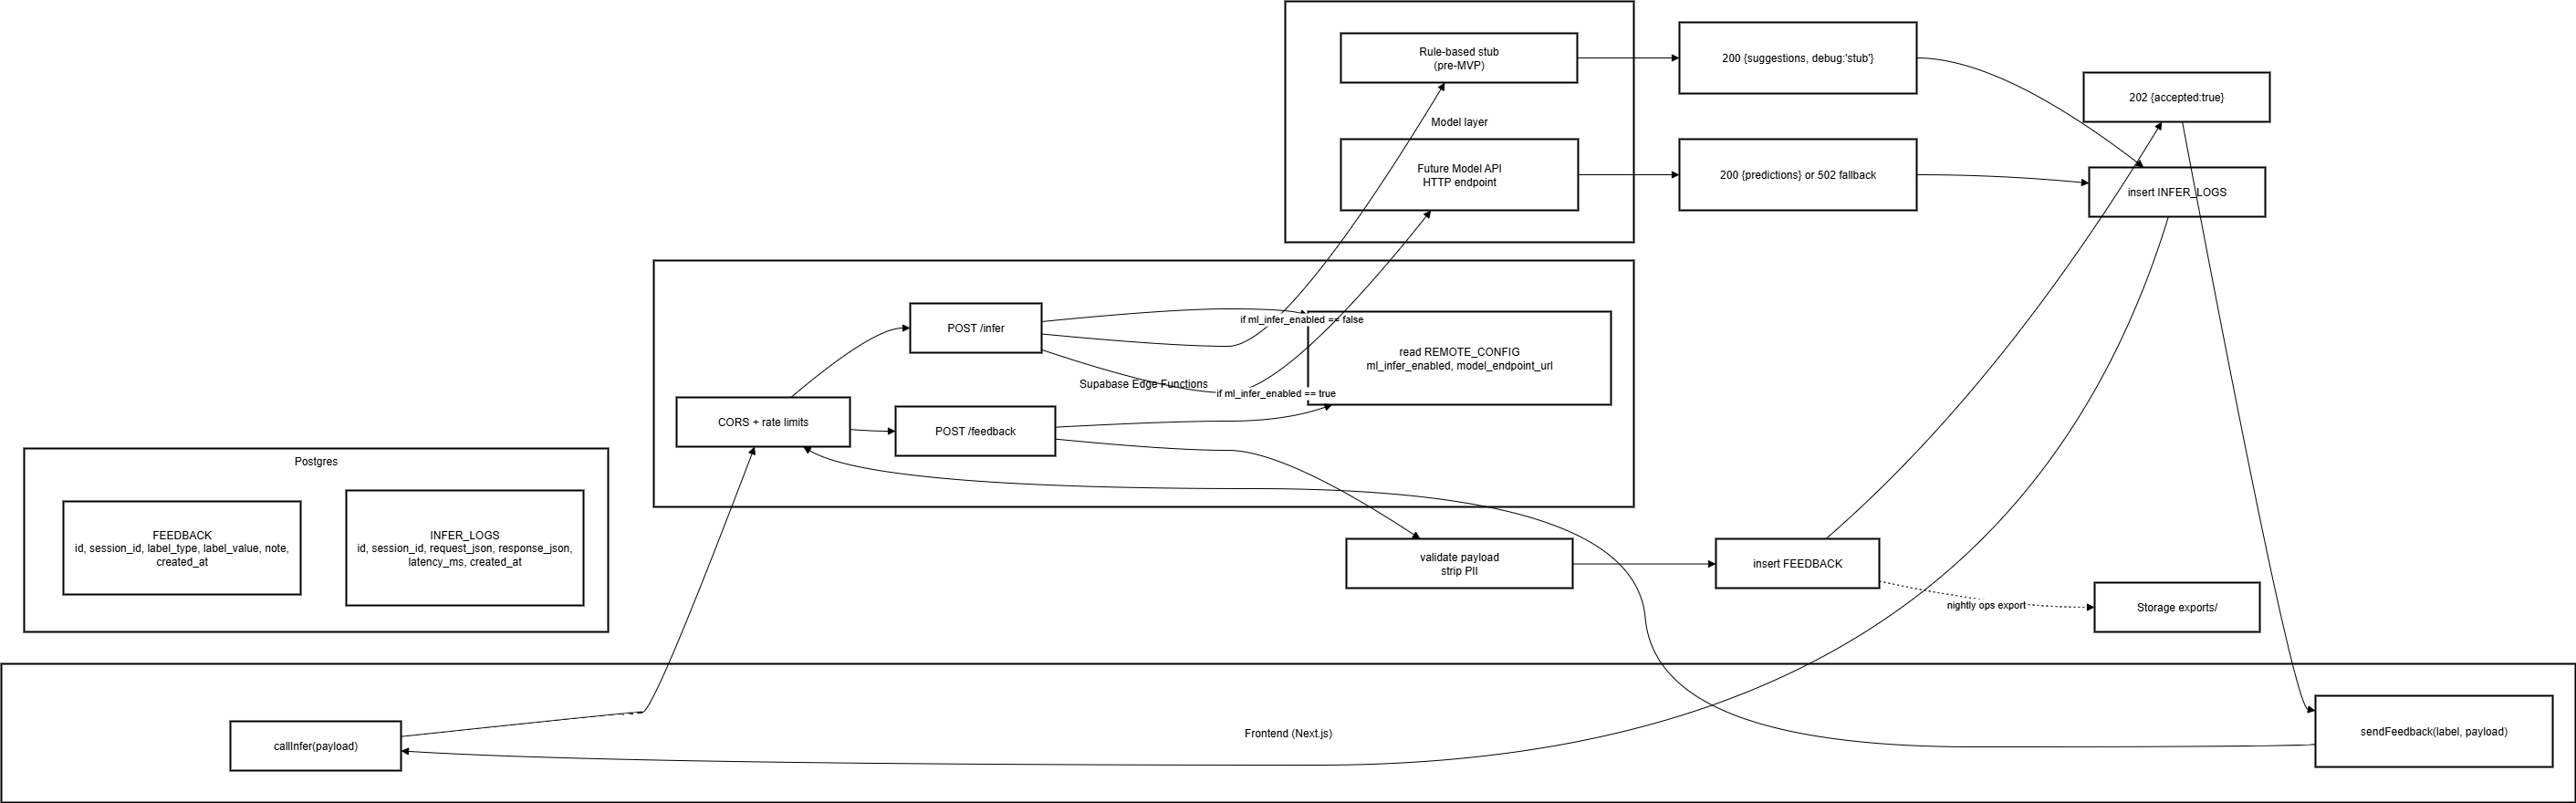 Rule-based stub
(pre-MVP)
200 {suggestions, debug:'stub'}
202 {accepted:true}
Model layer
Future Model API
HTTP endpoint
200 {predictions} or 502 fallback
insert INFER_LOGS
POST /infer
if ml_infer_enabled == false
read REMOTE_CONFIG
ml_infer_enabled, model_endpoint_url
Supabase Edge Functions
if ml_infer_enabled == true
CORS + rate limits
POST /feedback
Postgres
FEEDBACK
id, session_id, label_type, label_value, note,
created_at
INFER_LOGS
id, session_id, request_json, response_json,
latency_ms, created_at
validate payload
strip PII
insert FEEDBACK
nightly ops export
Storage exports/
callInfer(payload)
Frontend (Next.js)
sendFeedback(label, payload)